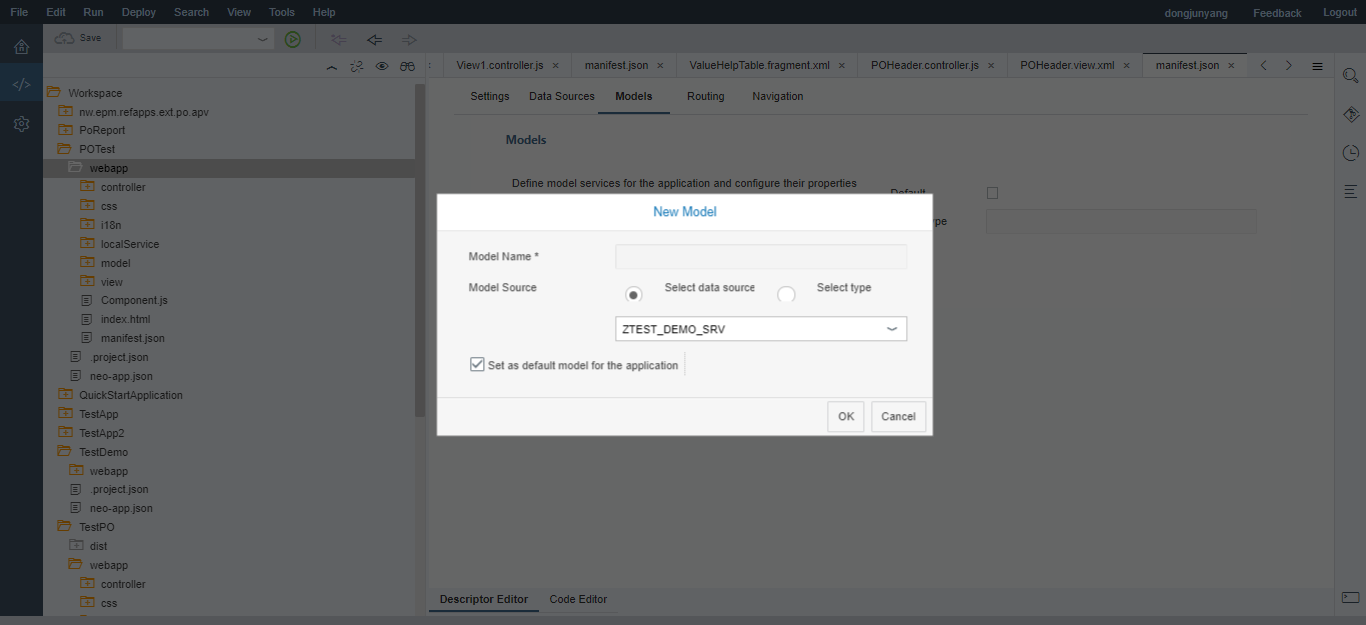 File Edit Run Deploy Search View Tools Help dongjunyang Feedback Logout
Save
View1.controller.js × manifest.json × ValueHelpTable.fragment.xml × POHeader.controller.js × POHeader.view.xml × manifest.json ×
Settings Data Sources Models Routing Navigation
Models
Define model services for the application and configure their properties
Workspace
nw.epm.refapps.ext.po.apv
PoReport
POTest
webapp
controller
css
i18n
localService
model
view
Component.js
index.html
manifest.json
.project.json
neo-app.json
QuickStartApplication
TestApp
TestApp2
TestDemo
webapp
.project.json
neo-app.json
TestPO
dist
webapp
controller
css
New Model
Model Name *
Model Source Select data source Select type
ZTEST_DEMO_SRV
Set as default model for the application
OK Cancel
Descriptor Editor Code Editor